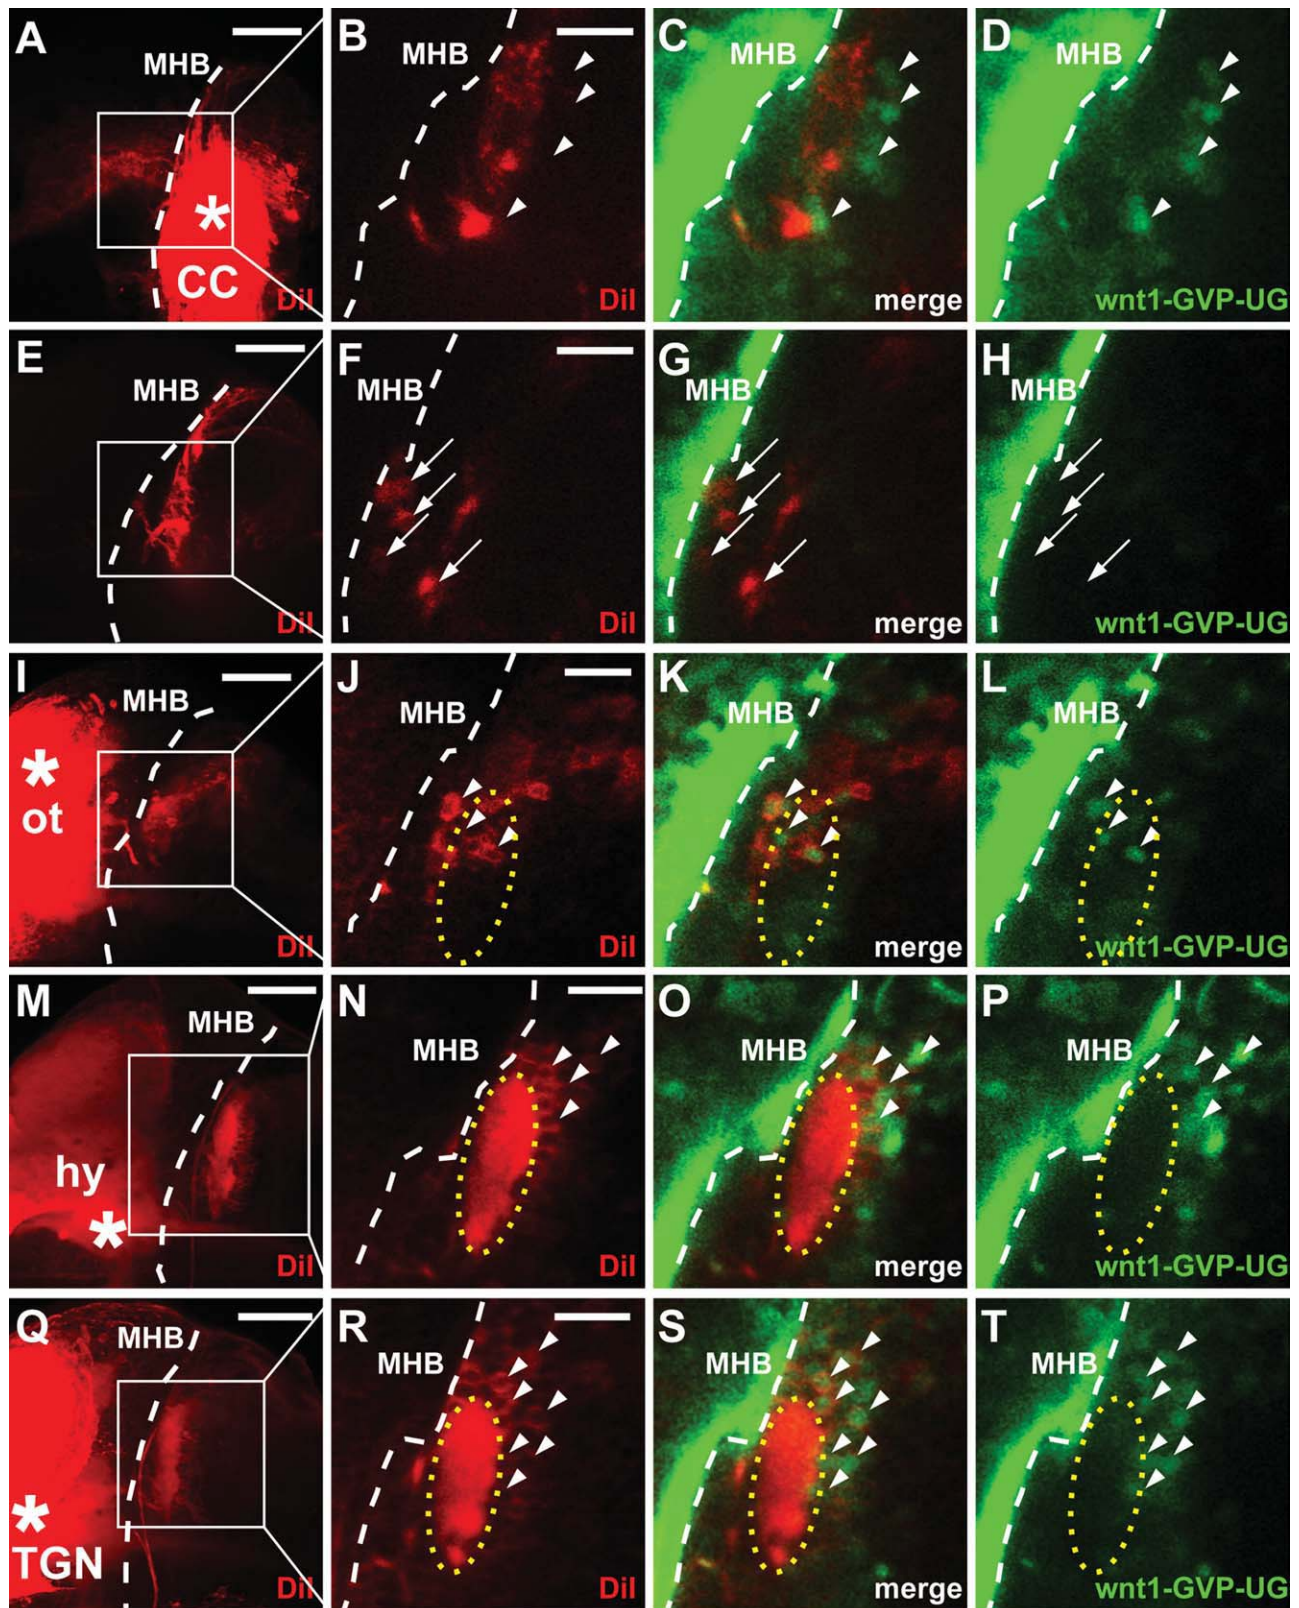 A MHB * CC DiI
B MHB DiI
C MHB merge
D MHB wnt1-GVP-UG
E MHB DiI
F MHB DiI
G MHB merge
H MHB wnt1-GVP-UG
I MHB * ot DiI
J MHB DiI
K MHB merge
L MHB wnt1-GVP-UG
M MHB hy * DiI
N MHB DiI
O MHB merge
P MHB wnt1-GVP-UG
Q MHB * TGN DiI
R MHB DiI
S MHB merge
T MHB wnt1-GVP-UG